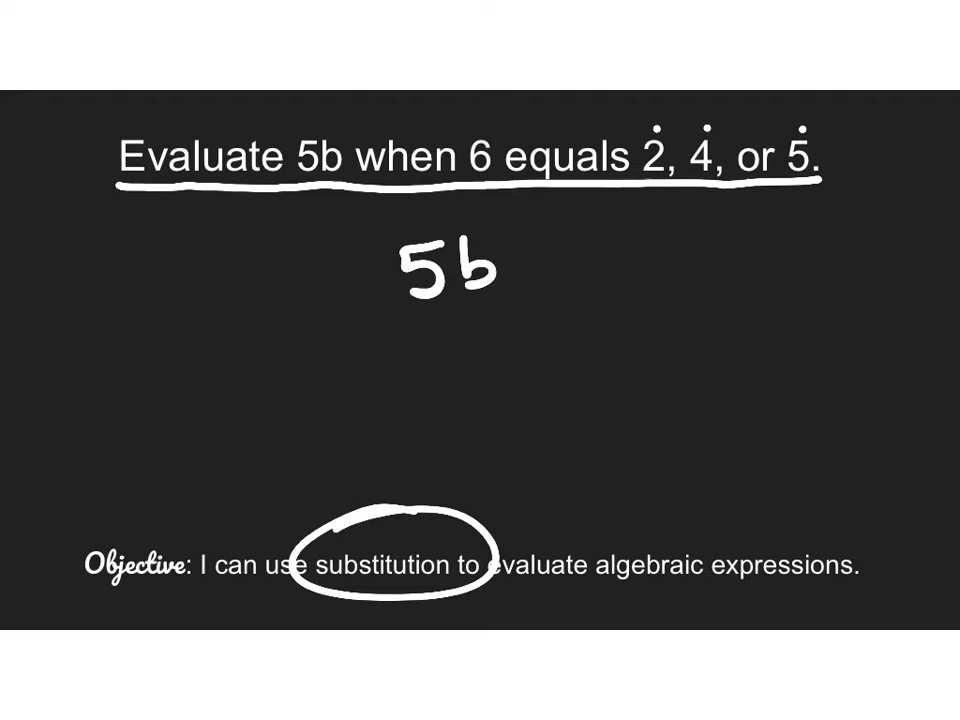 Evaluate 5b when 6 equals 2, 4, or 5.
5b
Objective: I can use substitution to evaluate algebraic expressions.